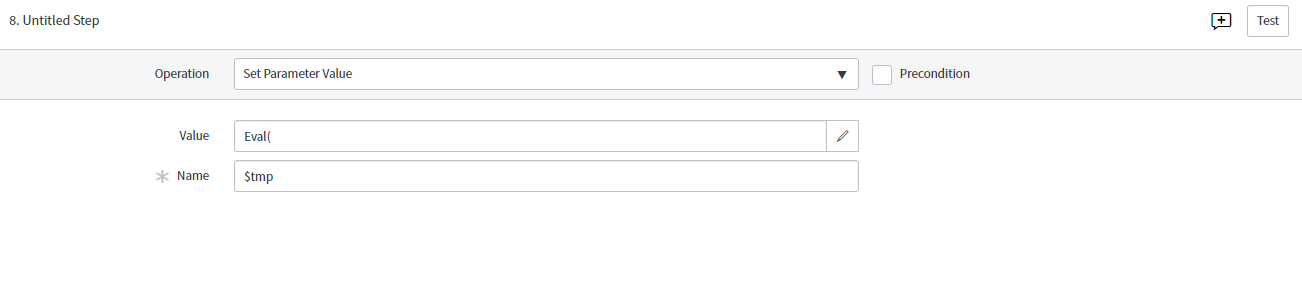 8. Untitled Step
Test
Operation
Set Parameter Value
Precondition
Value
Eval(
Name
$tmp